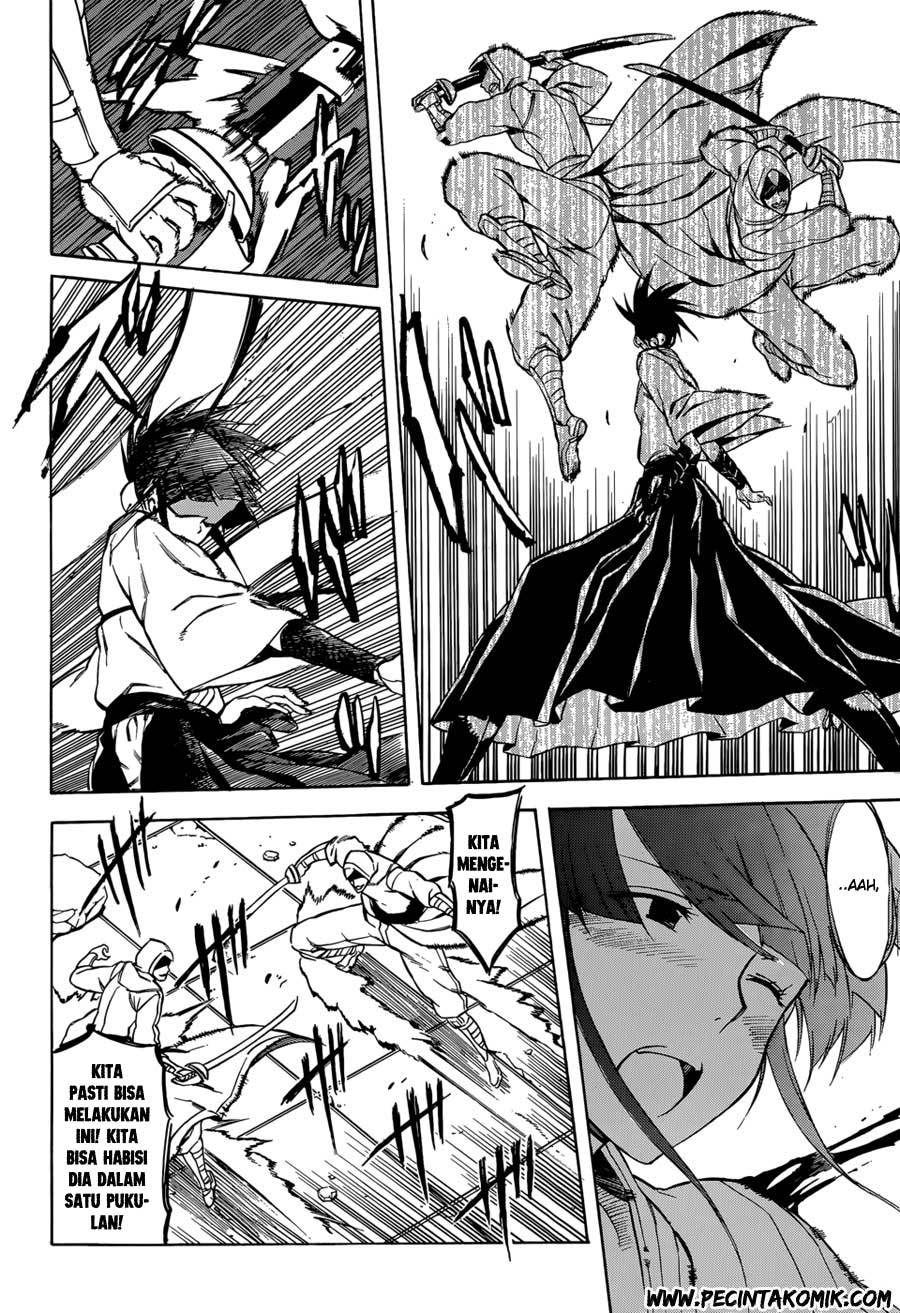 KITA
MENGE-
NAI-
NYA!
..AAH,
KITA
PASTI BISA
MELAKUKAN
INI! KITA
BISA HABISI
DIA DALAM
SATU PUKU-
LAN!
WWW.PECINTAKOMIK.COM